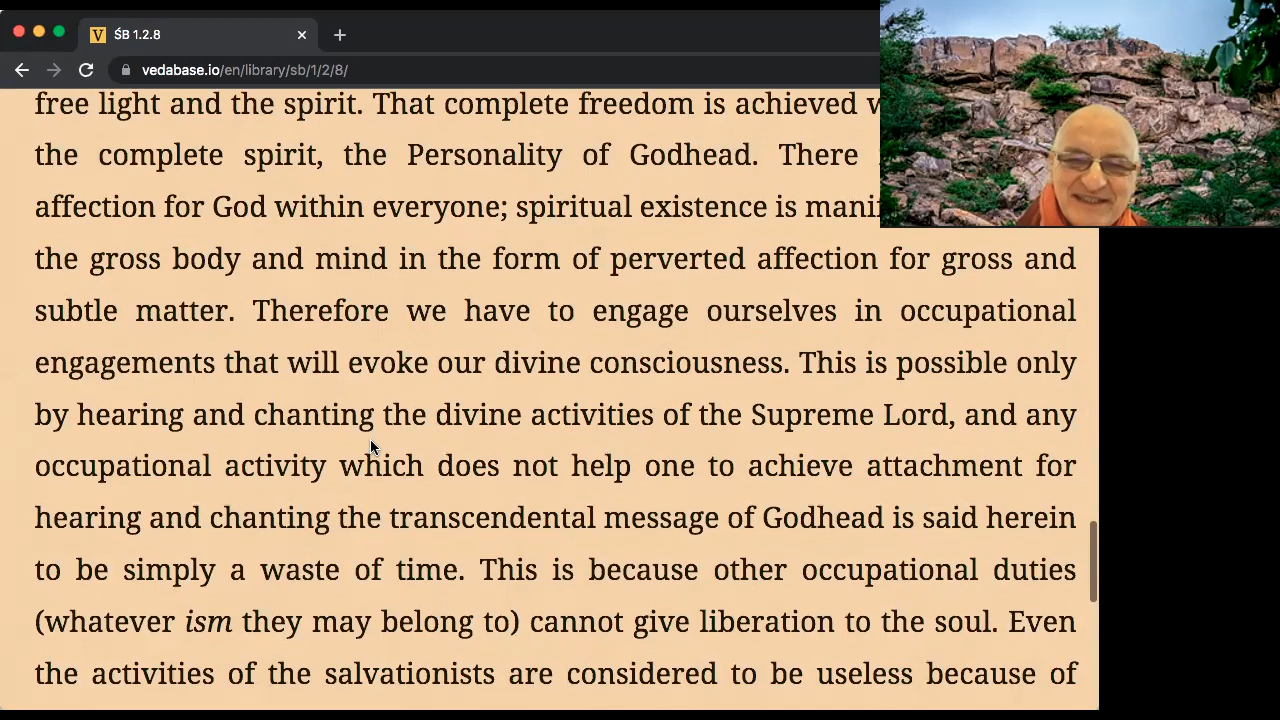 ŚB 1.2.8
vedabase.io/en/library/sb/1/2/8/
free light and the spirit. That complete freedom is achieved
the complete spirit, the Personality of Godhead. There
affection for God within everyone; spiritual existence is
the gross body and mind in the form of perverted affection for gross and
subtle matter. Therefore we have to engage ourselves in occupational
engagements that will evoke our divine consciousness. This is possible only
by hearing and chanting the divine activities of the Supreme Lord, and any
occupational activity which does not help one to achieve attachment for
hearing and chanting the transcendental message of Godhead is said herein
to be simply a waste of time. This is because other occupational duties
(whatever ism they may belong to) cannot give liberation to the soul. Even
the activities of the salvationists are considered to be useless because of